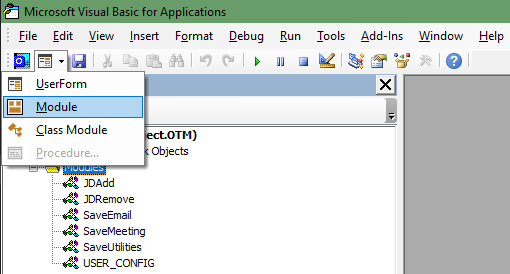 Microsoft Visual Basic for Applications
File Edit View Insert Format Debug Run Tools Add-Ins Window Help
UserForm
Module
Class Module
Procedure...
ect.OTM)
k Objects
Modules
JDAdd
JDRemove
SaveEmail
SaveMeeting
SaveUtilities
USER_CONFIG